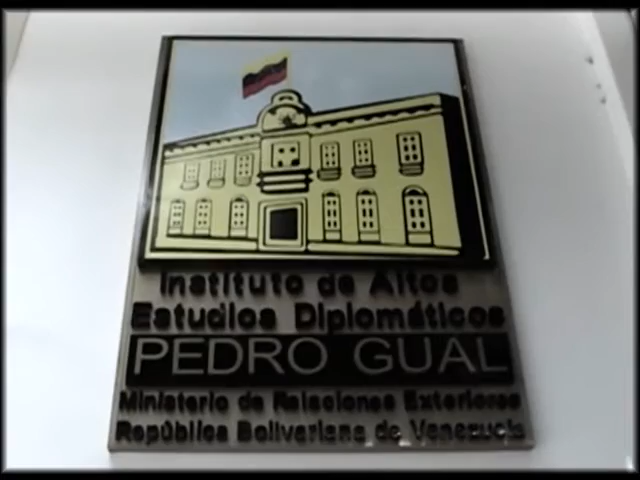 Instituto de Altos
Estudios Diplomáticos
PEDRO GUAL
Ministerio de Relaciones Exteriores
República Bolivariana de Venezuela